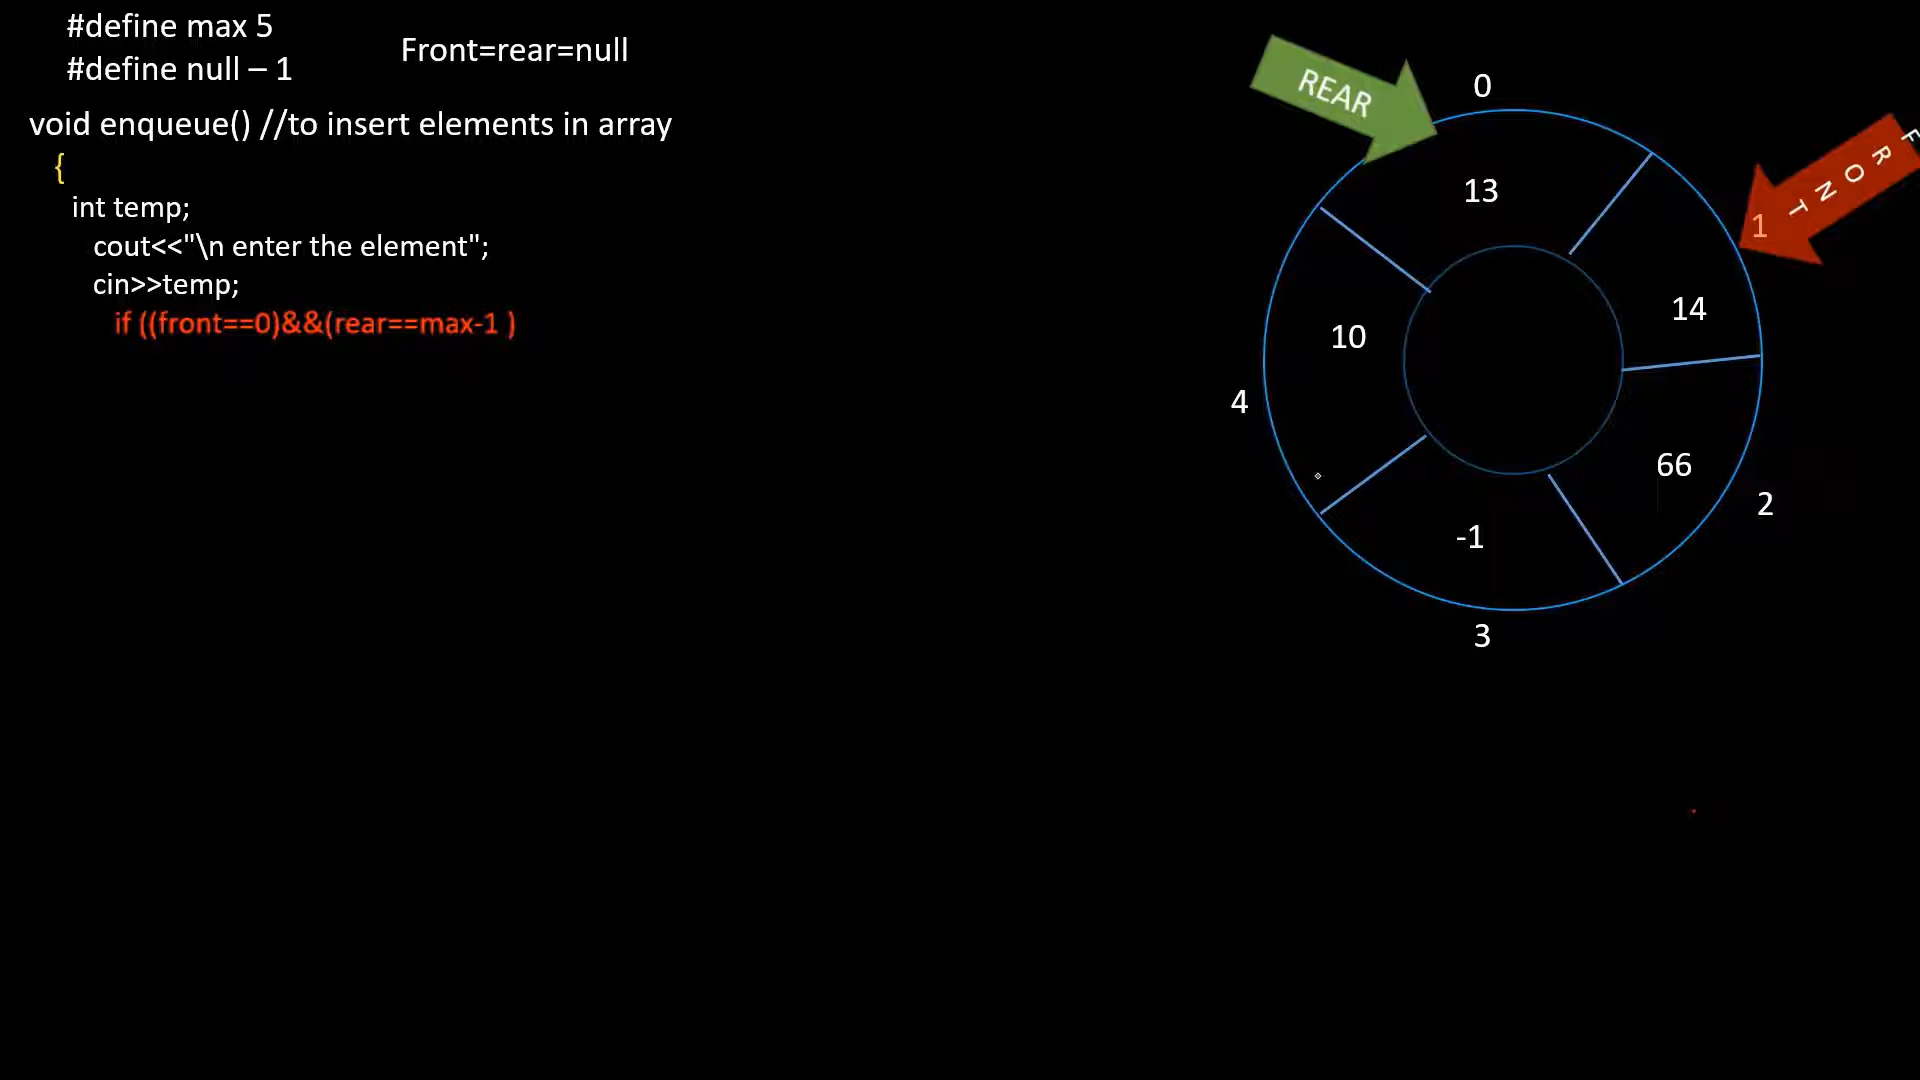 #define max 5
#define null – 1
Front=rear=null
void enqueue() //to insert elements in array
{
int temp;
cout<<"\n enter the element";
cin>>temp;
if ((front==0)&&(rear==max-1 )
REAR
0
FRONT
1
13
14
10
4
66
2
-1
3